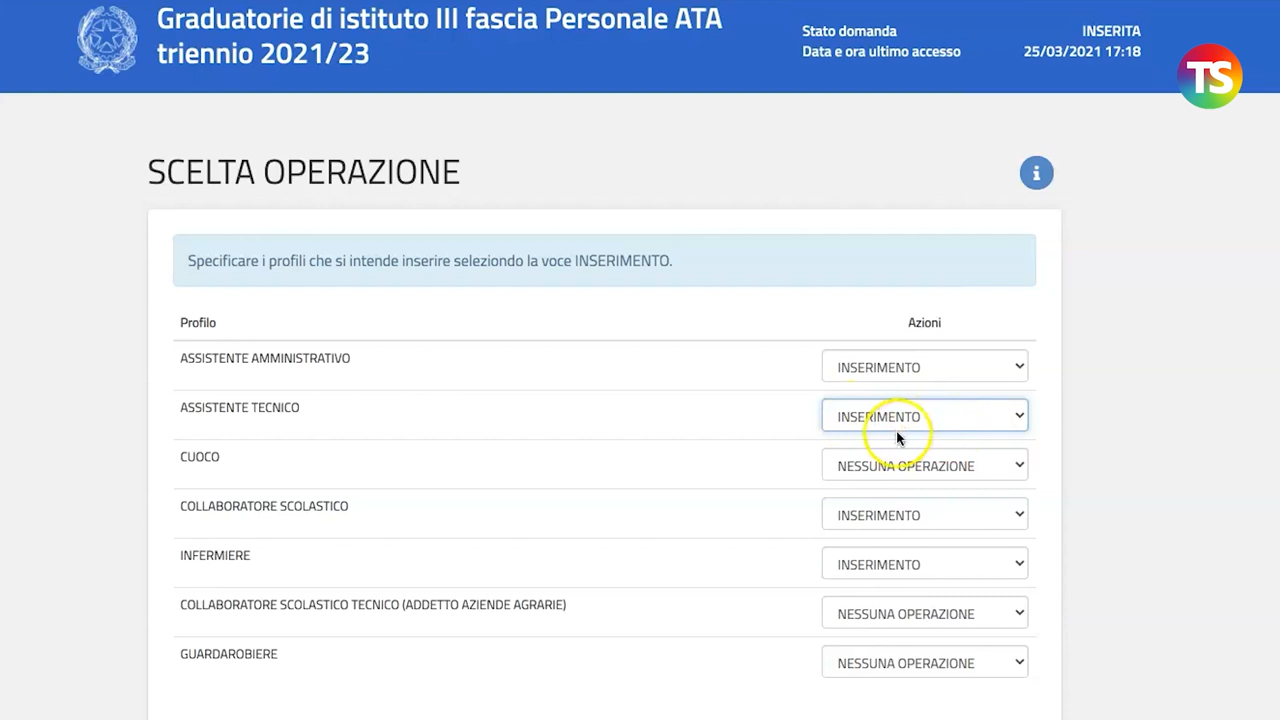 Graduatorie di istituto III fascia Personale ATA
triennio 2021/23
Stato domanda INSERITA
Data e ora ultimo accesso 25/03/2021 17:18
TS
SCELTA OPERAZIONE
i
Specificare i profili che si intende inserire seleziondo la voce INSERIMENTO.
Profilo Azioni
ASSISTENTE AMMINISTRATIVO INSERIMENTO
ASSISTENTE TECNICO INSERIMENTO
CUOCO NESSUNA OPERAZIONE
COLLABORATORE SCOLASTICO INSERIMENTO
INFERMIERE INSERIMENTO
COLLABORATORE SCOLASTICO TECNICO (ADDETTO AZIENDE AGRARIE) NESSUNA OPERAZIONE
GUARDAROBIERE NESSUNA OPERAZIONE